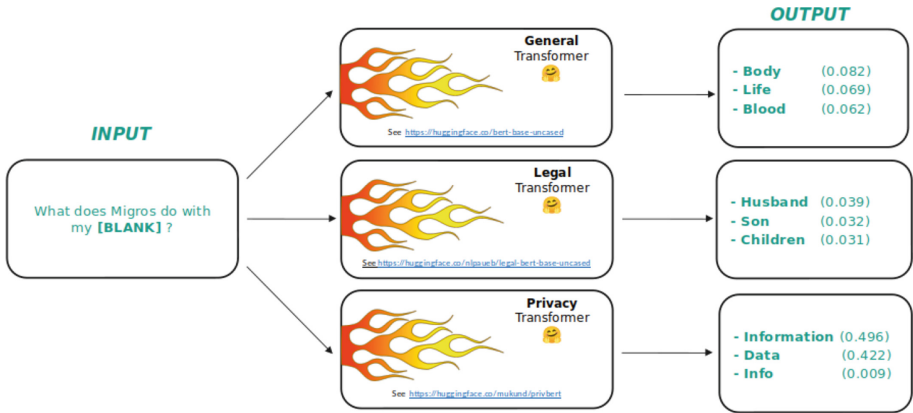 OUTPUT
INPUT
What does Migros do with
my [BLANK] ?
General
Transformer
See https://huggingface.co/bert-base-uncased
- Body (0.082)
- Life (0.069)
- Blood (0.062)
Legal
Transformer
See https://huggingface.co/nlpaueb/legal-bert-base-uncased
- Husband (0.039)
- Son (0.032)
- Children (0.031)
Privacy
Transformer
See https://huggingface.co/mukund/privbert
- Information (0.496)
- Data (0.422)
- Info (0.009)